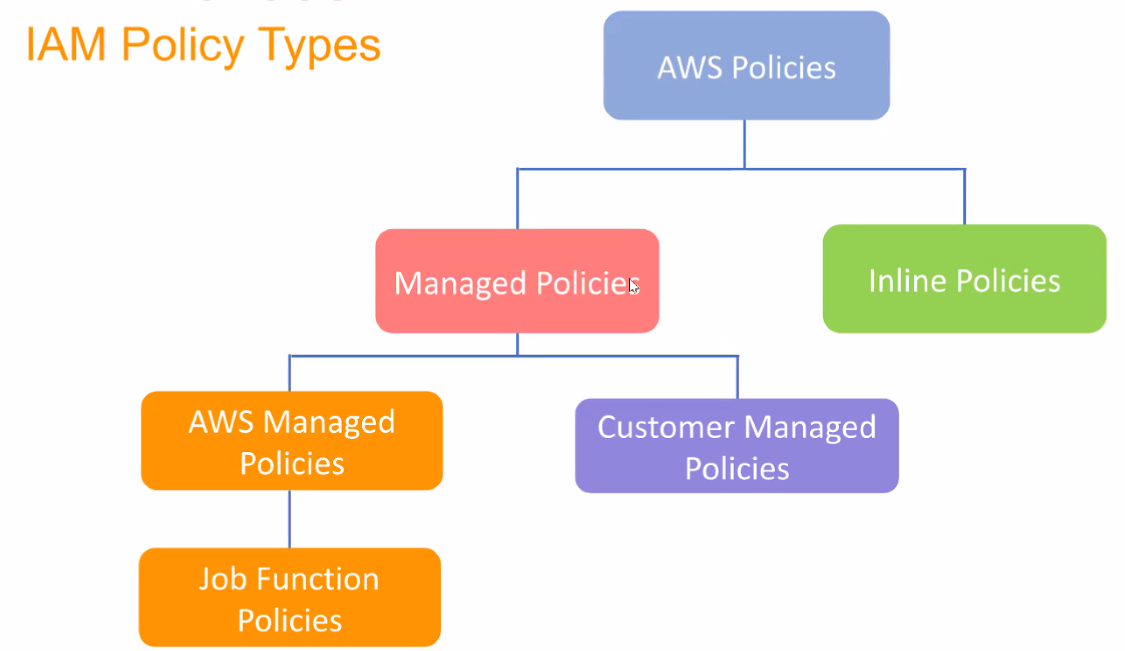 IAM Policy Types
AWS Policies
Managed Policies
Inline Policies
AWS Managed
Policies
Customer Managed
Policies
Job Function
Policies